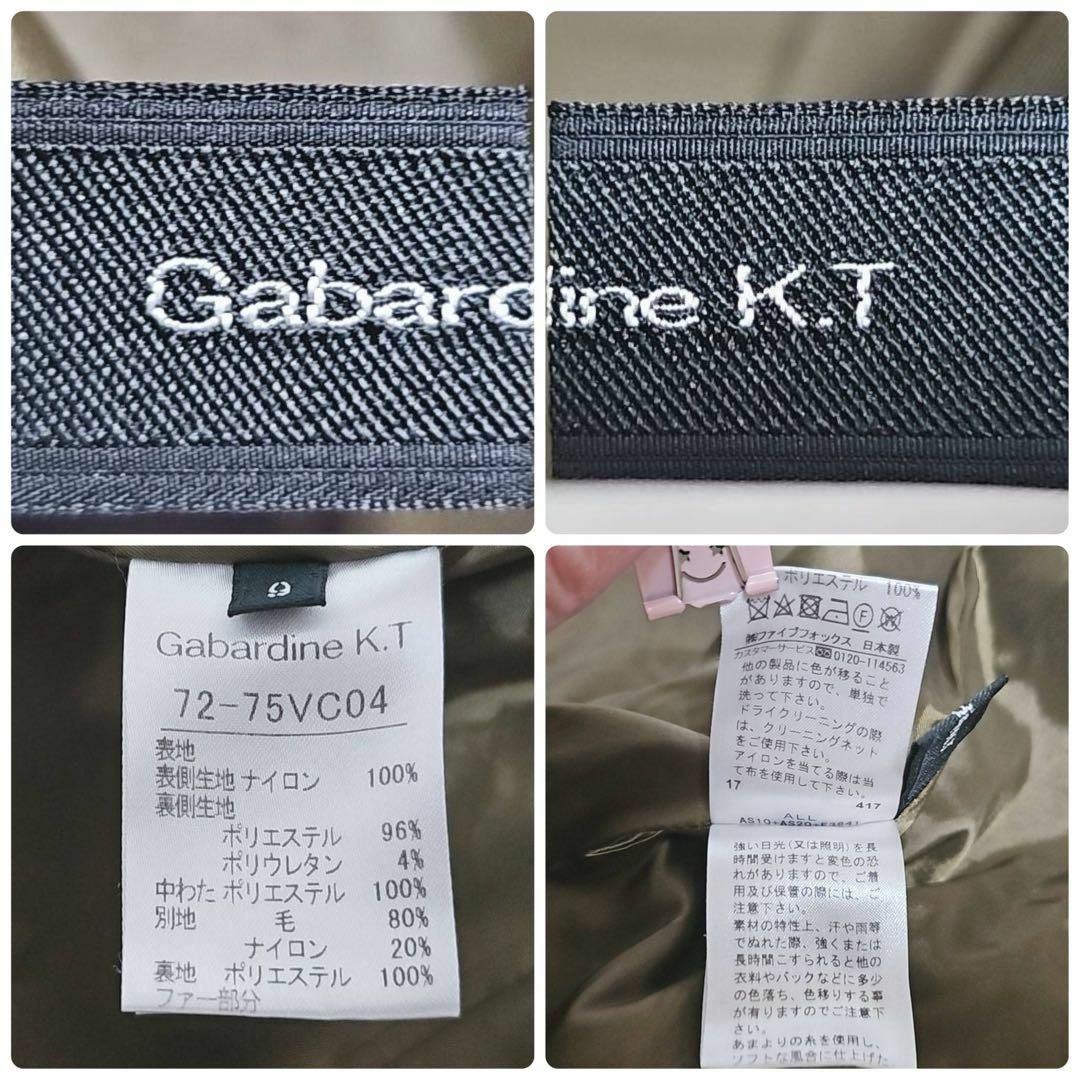 Gabard
dine K.T
9
Gabardine K.T
72-75VC04
表地
表側生地 ナイロン 100%
裏側生地
ポリエステル 96%
ポリウレタン 4%
中わた ポリエステル 100%
別地 毛 80%
ナイロン 20%
裏地 ポリエステル 100%
ファー部分
ポリエステル 100%
㈱ファイブフォックス 日本製
カスタマーサービス 0120-114563
他の製品に色が移ること
がありますので、単独で
洗って下さい。
ドライクリーニングの際
は、クリーニングネット
をご使用下さい。
アイロンを当てる際は当
て布を使用して下さい。
17
417
ALL
強い日光(又は照明)を長
時間受けますと変色の恐
れがありますので、ご着
用及び保管の際には、ご
注意下さい。
素材の特性上、汗や雨等
でぬれた際、強くまたは
長時間こすられると他の
衣料やバックなどに多少
の色落ち、色移りする事
が有りますのでご注意下
さい。
あまよりの糸を使用し、
ソフトな風合に仕上げた